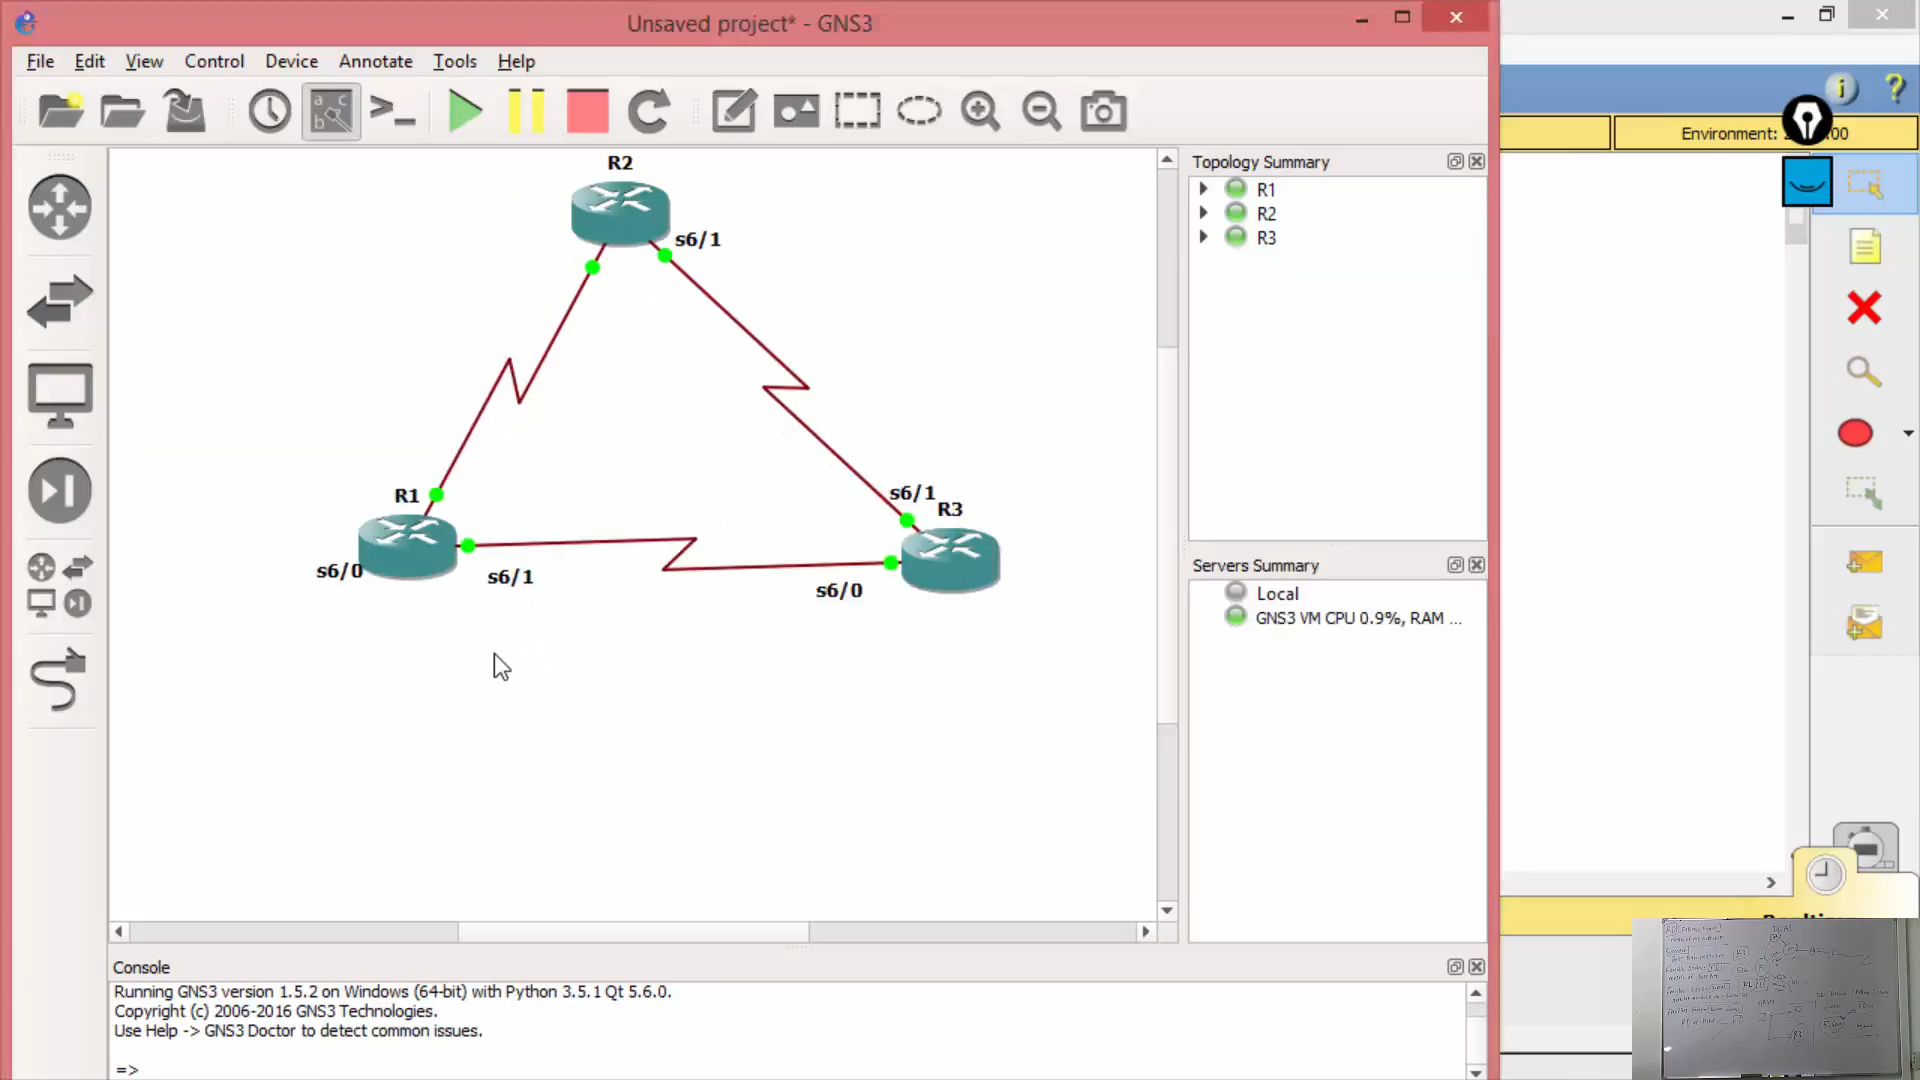 Unsaved project* - GNS3
File Edit View Control Device Annotate Tools Help
R2
s6/1
R1
s6/0
s6/1
s6/1
R3
s6/0
Topology Summary
R1
R2
R3
Servers Summary
Local
GNS3 VM CPU 0.9%, RAM ...
Console
Running GNS3 version 1.5.2 on Windows (64-bit) with Python 3.5.1 Qt 5.6.0.
Copyright (c) 2006-2016 GNS3 Technologies.
Use Help -> GNS3 Doctor to detect common issues.
=>
Environment:
:00